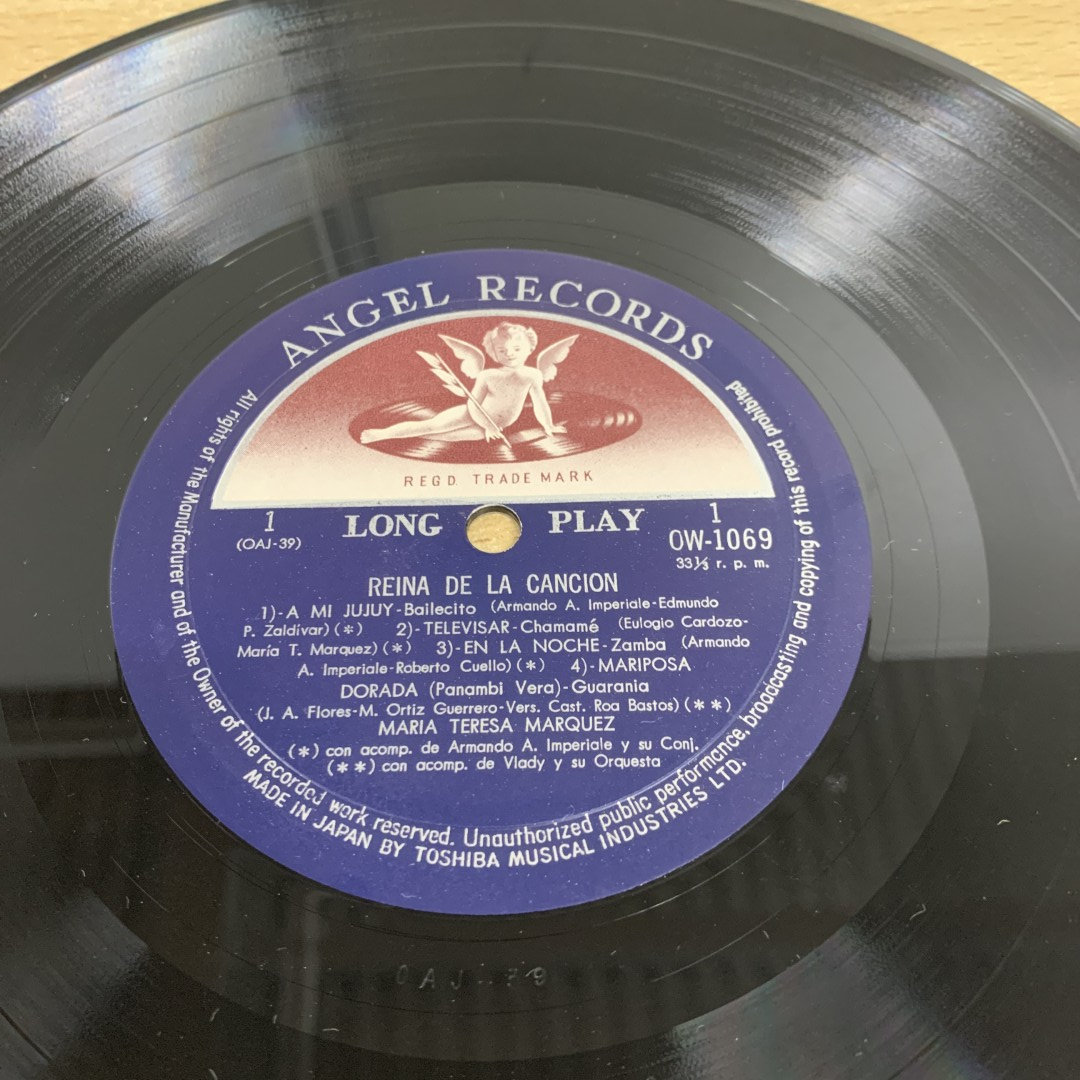 ANGEL RECORDS
REGD. TRADE MARK
1 LONG PLAY 1
(OAJ-39) OW-1069
33⅓ r. p. m.
REINA DE LA CANCION
1)-A MI JUJUY-Bailecito (Armando A. Imperiale-Edmundo
P. Zaldívar)(*) 2)-TELEVISAR-Chamamé (Eulogio Cardozo-
María T. Marquez)(*) 3)-EN LA NOCHE-Zamba (Armando
A. Imperiale-Roberto Cuello)(*) 4)-MARIPOSA
DORADA (Panambi Vera)-Guarania
(J. A. Flores-M. Ortiz Guerrero-Vers. Cast. Roa Bastos)(**)
MARIA TERESA MARQUEZ
(*) con acomp. de Armando A. Imperiale y su Conj.
(**) con acomp. de Vlady y su Orquesta
All rights of the Manufacturer and of the Owner of the recorded work reserved. Unauthorized public performance, broadcasting and copying of this record prohibited
MADE IN JAPAN BY TOSHIBA MUSICAL INDUSTRIES LTD.